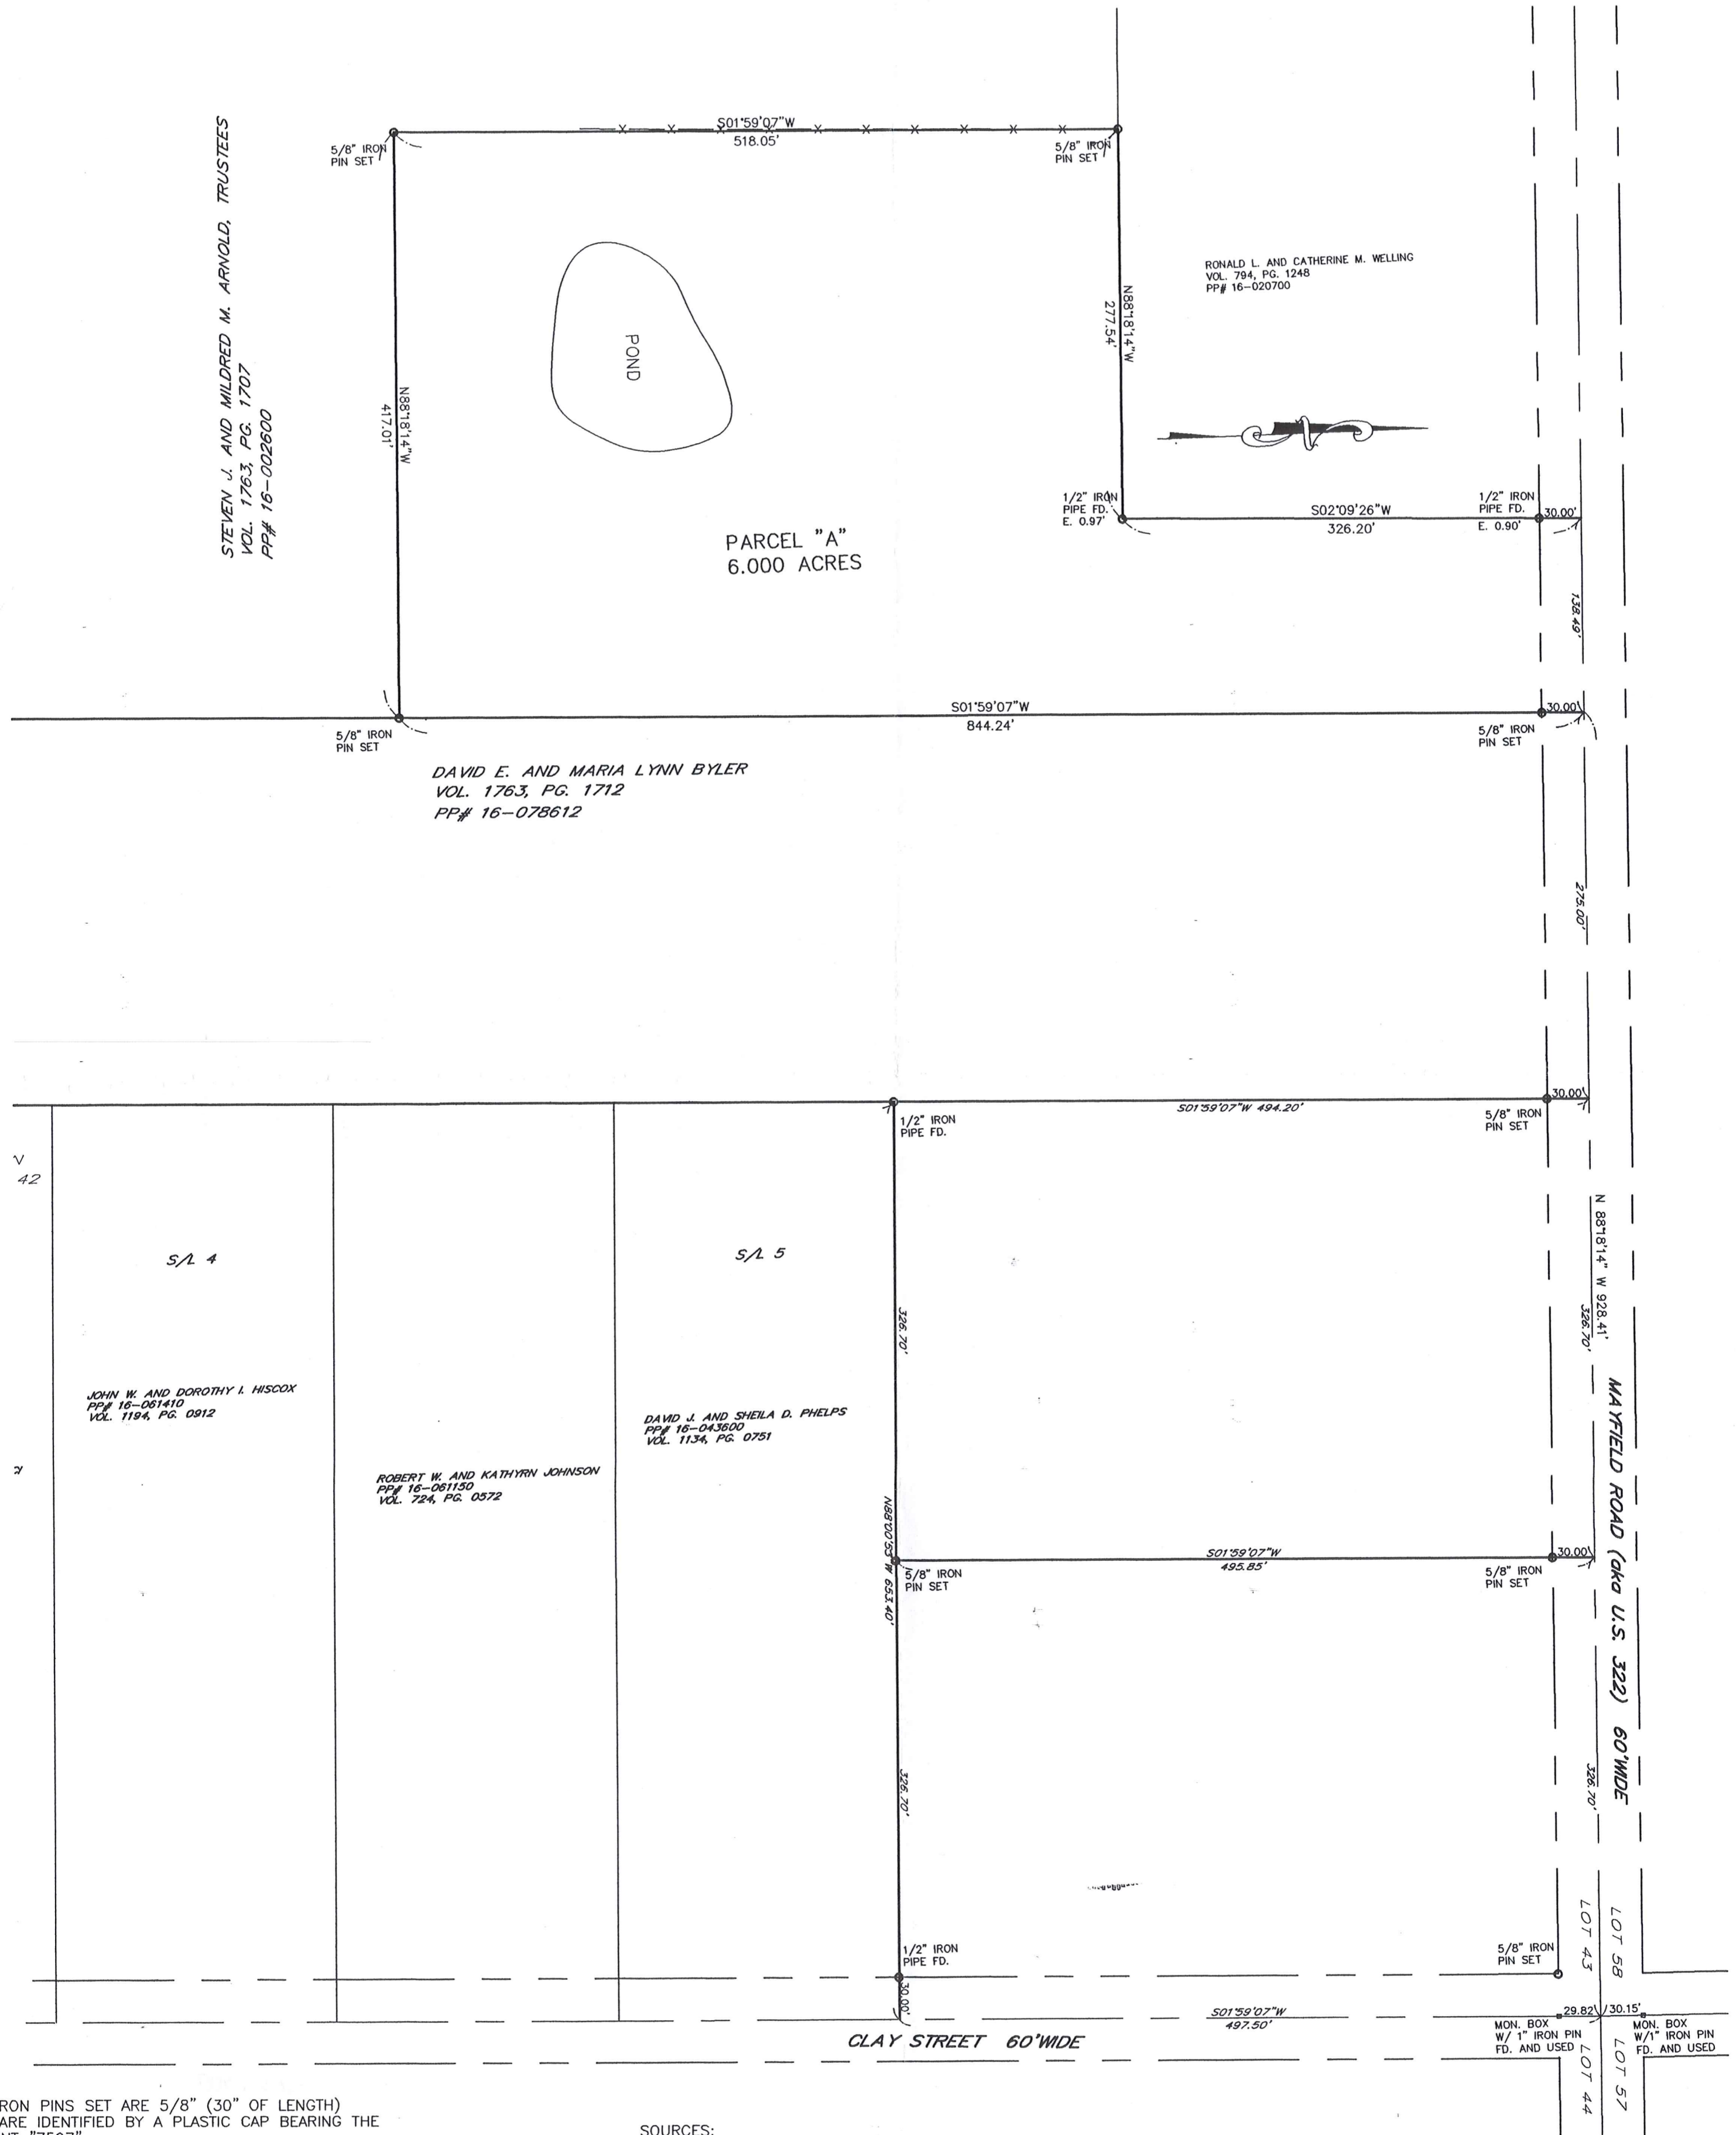 S01°59'07"W
518.05'
5/8" IRON
PIN SET
5/8" IRON
PIN SET
STEVEN J. AND MILDRED M. ARNOLD, TRUSTEES
VOL. 1763, PG. 1707
PP# 16-002600
N88°18'14"W
417.01'
POND
N88°18'14"W
277.54'
RONALD L. AND CATHERINE M. WELLING
VOL. 794, PG. 1248
PP# 16-020700
N
1/2" IRON
PIPE FD.
E. 0.97'
S02°09'26"W
326.20'
1/2" IRON
PIPE FD.
E. 0.90'
30.00'
PARCEL "A"
6.000 ACRES
138.49'
S01°59'07"W
844.24'
30.00'
5/8" IRON
PIN SET
5/8" IRON
PIN SET
DAVID E. AND MARIA LYNN BYLER
VOL. 1763, PG. 1712
PP# 16-078612
275.00'
S01°59'07"W 494.20'
30.00'
1/2" IRON
PIPE FD.
5/8" IRON
PIN SET
42
S/L 4
S/L 5
N 88°18'14" W 928.41'
326.70'
326.70'
MAYFIELD ROAD (aka U.S. 322) 60'WIDE
JOHN W. AND DOROTHY I. HISCOX
PP# 16-061410
VOL. 1194, PG. 0912
ROBERT W. AND KATHYRN JOHNSON
PP# 16-061150
VOL. 724, PG. 0572
DAVID J. AND SHEILA D. PHELPS
PP# 16-043600
VOL. 1134, PG. 0751
N88°00'53"W 653.40'
S01°59'07"W
495.85'
30.00'
5/8" IRON
PIN SET
5/8" IRON
PIN SET
326.70'
326.70'
1/2" IRON
PIPE FD.
30.00'
5/8" IRON
PIN SET
LOT 43
LOT 58
S01°59'07"W
497.50'
29.82'
30.15'
MON. BOX
W/ 1" IRON PIN
FD. AND USED
MON. BOX
W/1" IRON PIN
FD. AND USED
CLAY STREET 60'WIDE
LOT 44
LOT 57
RON PINS SET ARE 5/8" (30" OF LENGTH)
ARE IDENTIFIED BY A PLASTIC CAP BEARING THE
SOURCES: